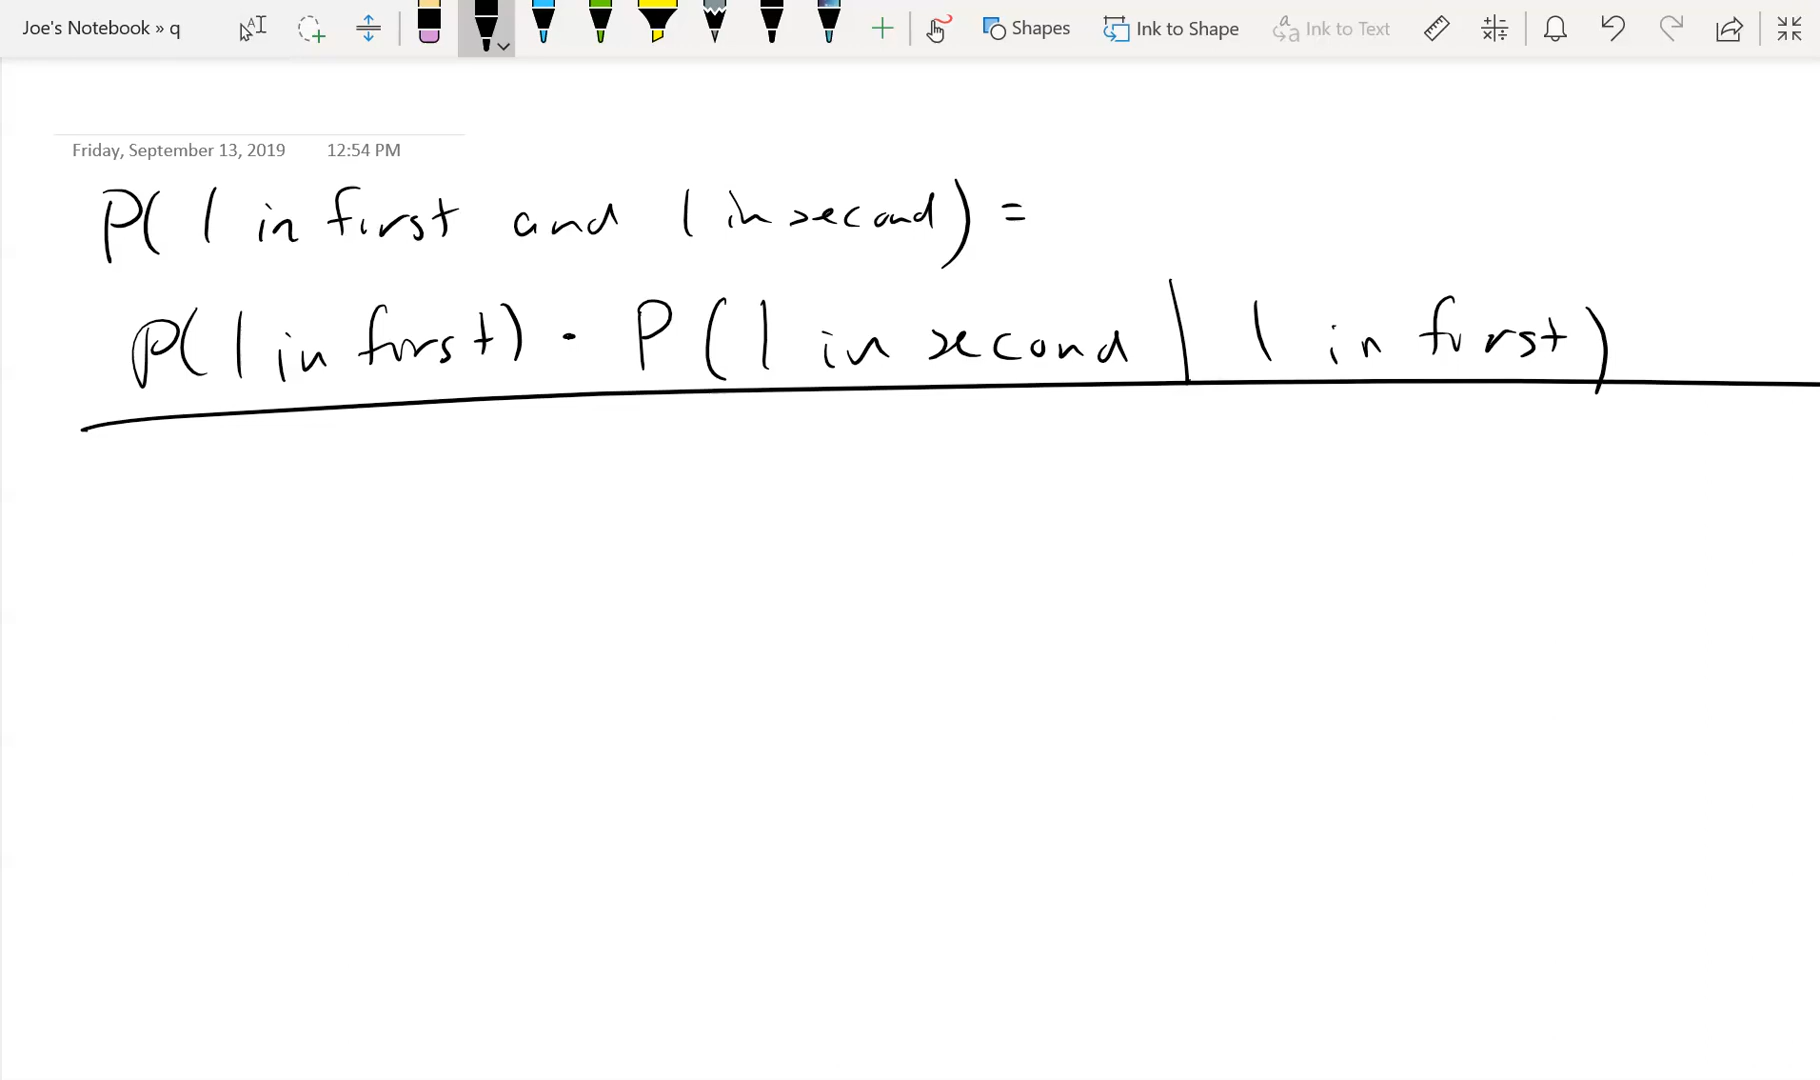 Joe's Notebook » q
Shapes
Ink to Shape
Ink to Text
Friday, September 13, 2019 12:54 PM
P( 1 in first and 1 in second) =
P( 1 in first) · P( 1 in second | 1 in first)